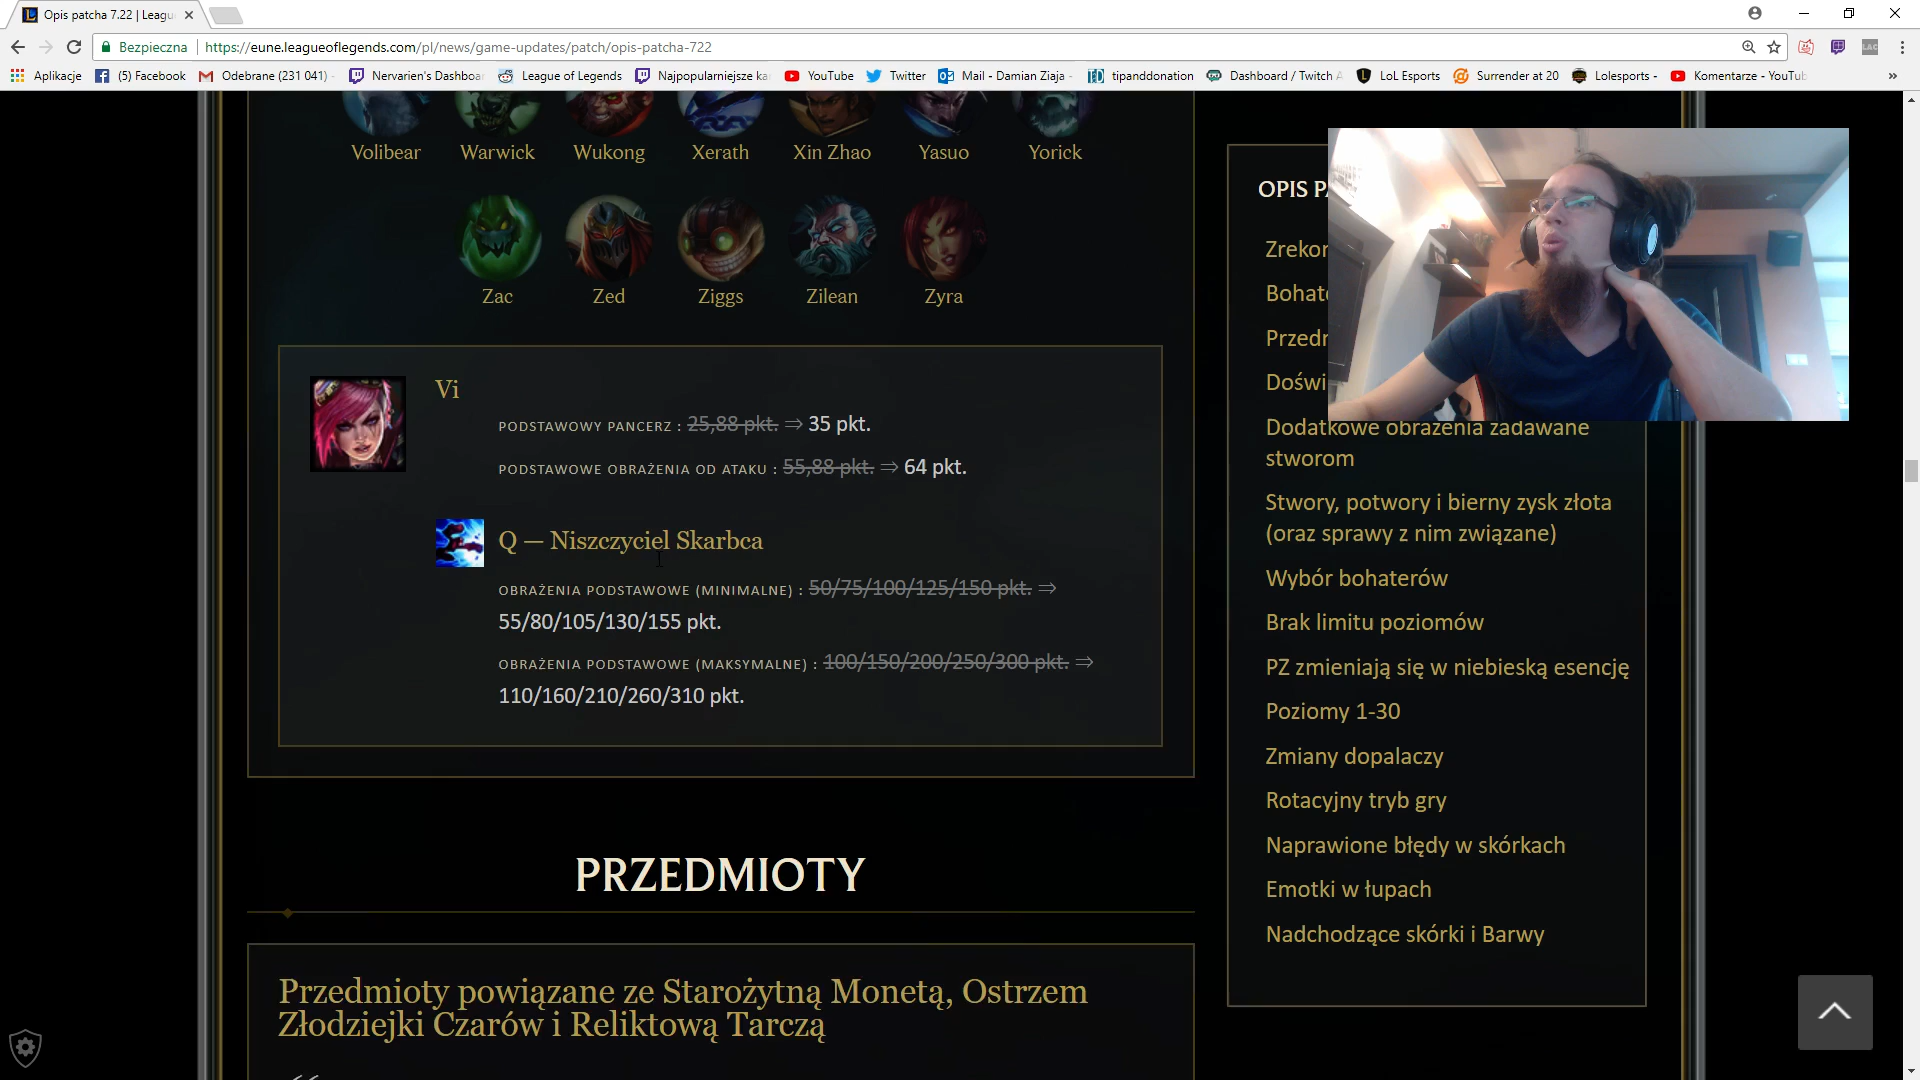 Opis patcha 7.22 | Leagu
Bezpieczna
https://eune.leagueoflegends.com/pl/news/game-updates/patch/opis-patcha-722
Aplikacje
(5) Facebook
Odebrane (231 041) -
Nervarien's Dashboa
League of Legends
Najpopularniejsze ka
YouTube
Twitter
Mail - Damian Ziaja -
tipanddonation
Dashboard / Twitch A
LoL Esports
Surrender at 20
Lolesports -
Komentarze - YouTub
»
Volibear Warwick Wukong Xerath Xin Zhao Yasuo Yorick
Zac Zed Ziggs Zilean Zyra
Vi
PODSTAWOWY PANCERZ : 25,88 pkt. ⇒ 35 pkt.
PODSTAWOWE OBRAŻENIA OD ATAKU : 55,88 pkt. ⇒ 64 pkt.
Q — Niszczyciel Skarbca
OBRAŻENIA PODSTAWOWE (MINIMALNE) : 50/75/100/125/150 pkt. ⇒
55/80/105/130/155 pkt.
OBRAŻENIA PODSTAWOWE (MAKSYMALNE) : 100/150/200/250/300 pkt. ⇒
110/160/210/260/310 pkt.
PRZEDMIOTY
Przedmioty powiązane ze Starożytną Monetą, Ostrzem
Złodziejki Czarów i Reliktową Tarczą
OPIS PA
Zrekon
Bohate
Przedm
Doświ
Dodatkowe obrażenia zadawane
stworom
Stwory, potwory i bierny zysk złota
(oraz sprawy z nim związane)
Wybór bohaterów
Brak limitu poziomów
PZ zmieniają się w niebieską esencję
Poziomy 1-30
Zmiany dopalaczy
Rotacyjny tryb gry
Naprawione błędy w skórkach
Emotki w łupach
Nadchodzące skórki i Barwy